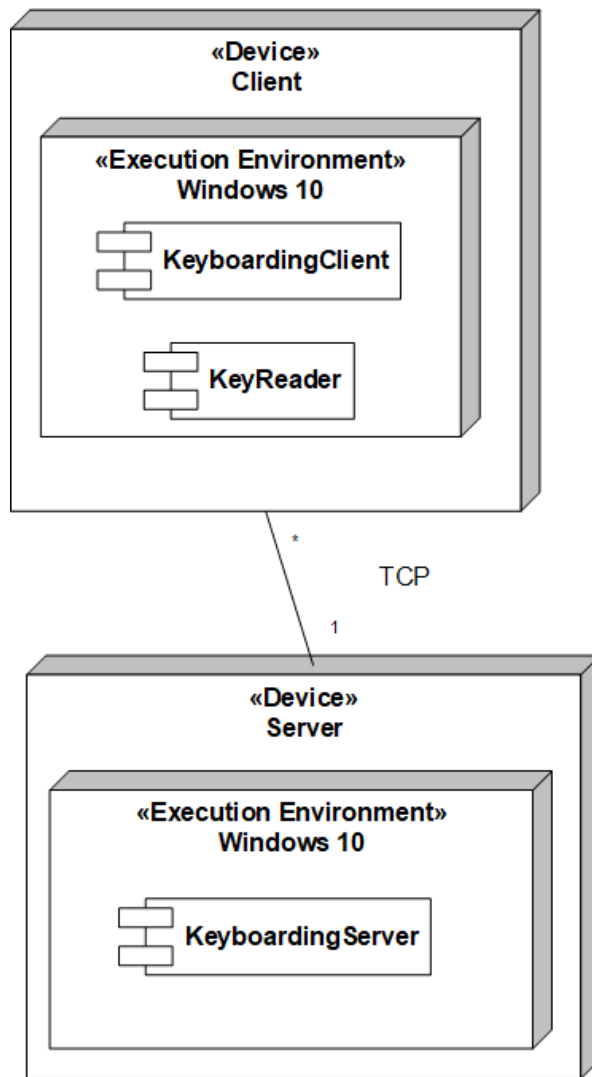 «Device»
Client
«Execution Environment»
Windows 10
KeyboardingClient
KeyReader
*
TCP
1
«Device»
Server
«Execution Environment»
Windows 10
KeyboardingServer